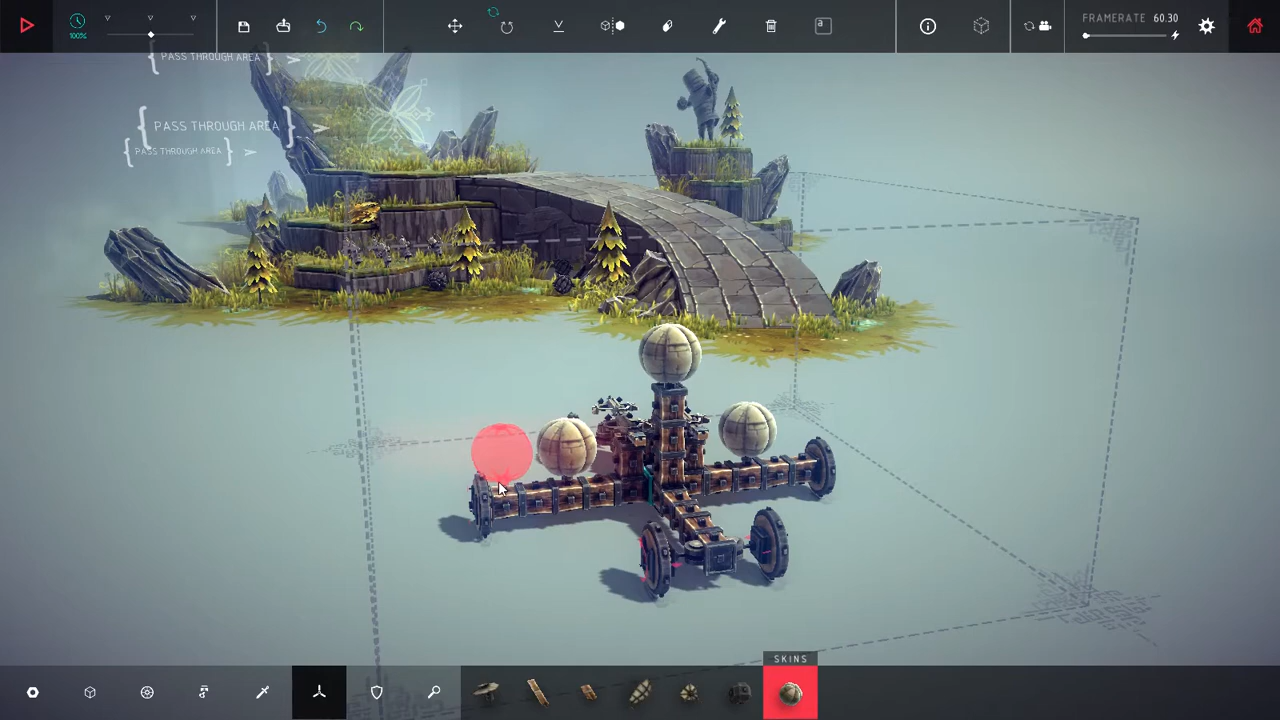 100%
a
FRAMERATE 60.30
PASS THROUGH AREA
PASS THROUGH AREA
PASS THROUGH AREA
SKINS